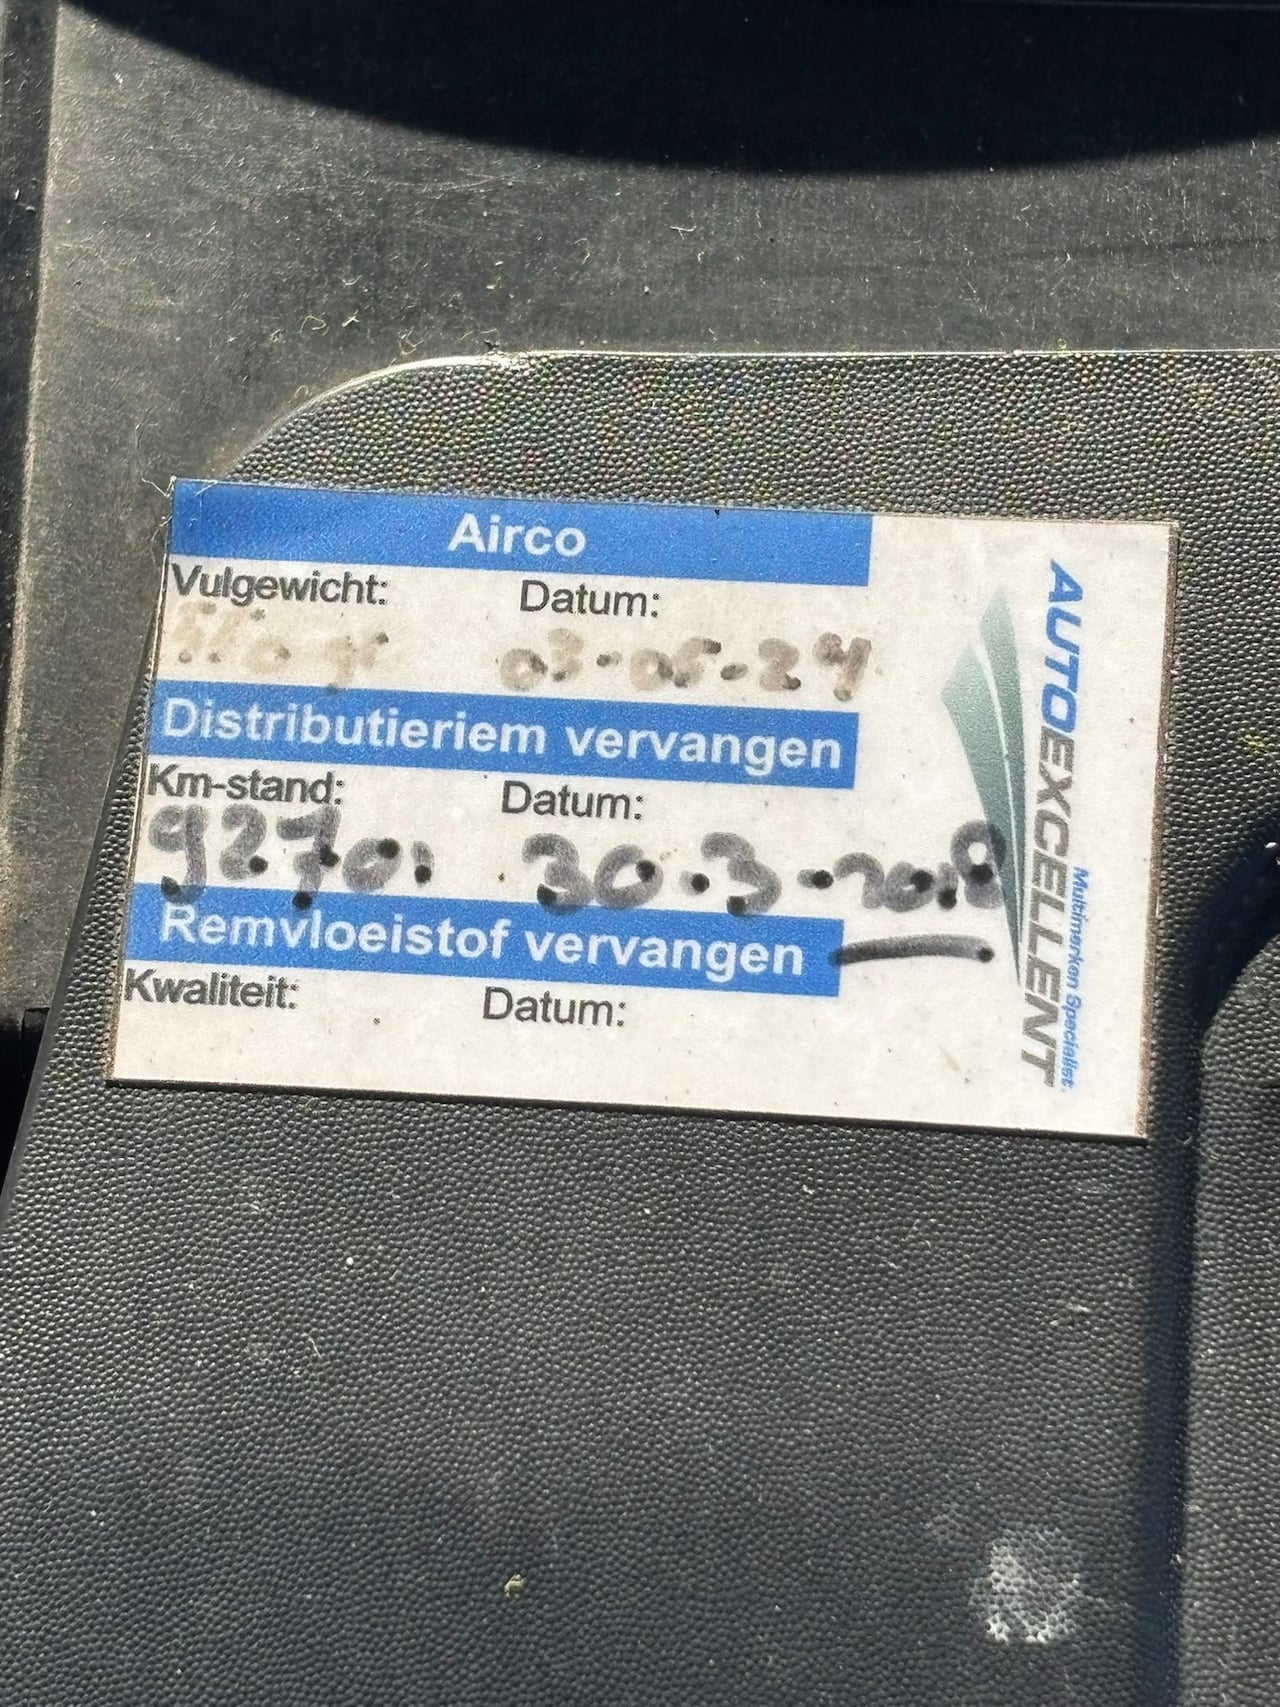 Airco
Vulgewicht: Datum:
03-05-24
Distributieriem vervangen
Km-stand: Datum:
92701 30-3-2018
Remvloeistof vervangen
Kwaliteit: Datum:
AUTOEXCELLENT
Multimerken Specialist.